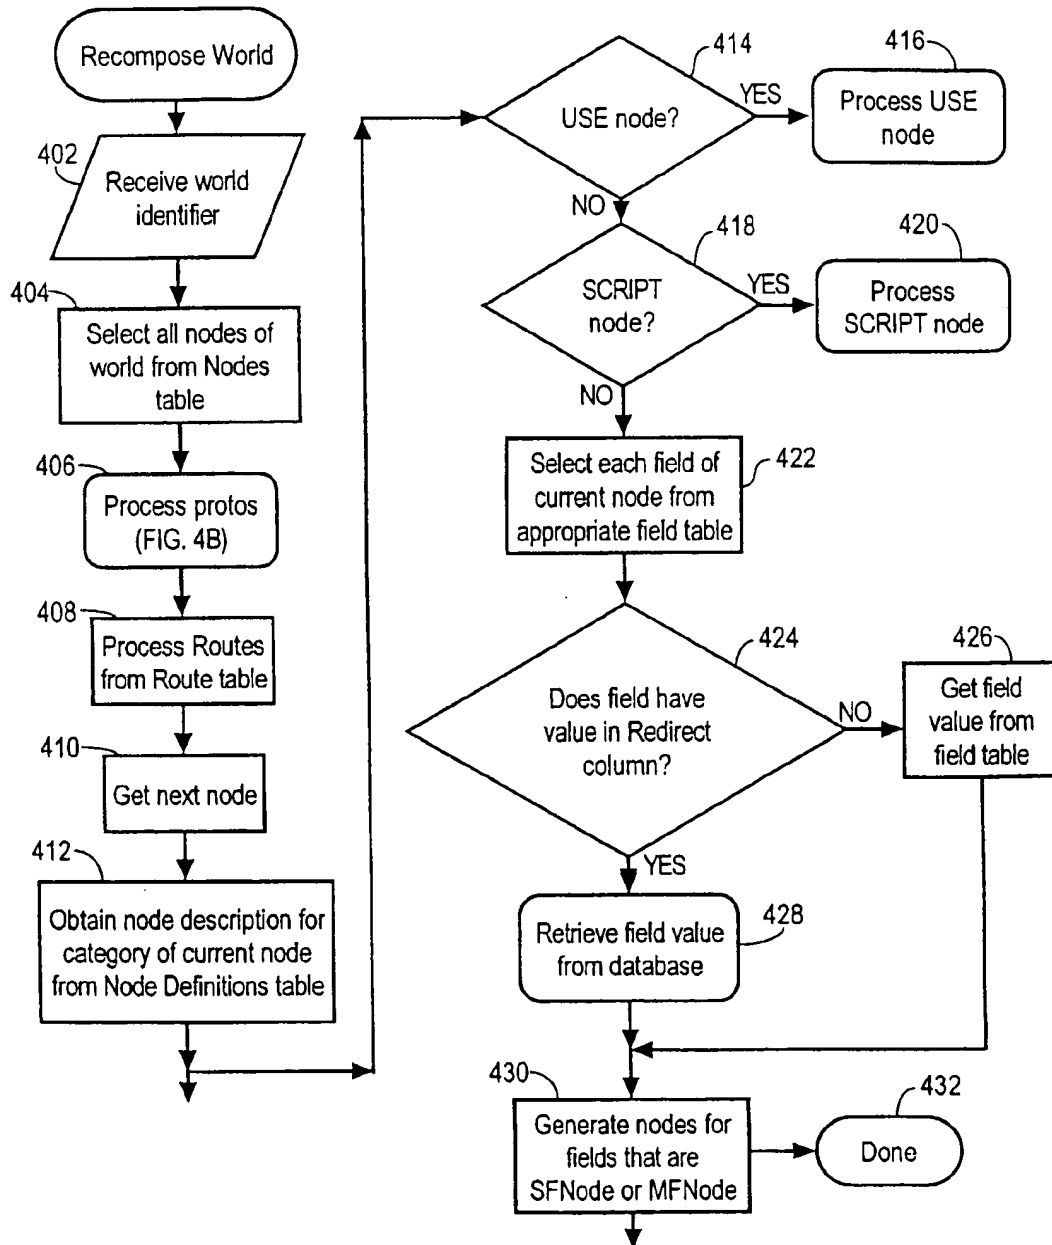 Recompose World
402
Receive world
identifier
404
Select all nodes of
world from Nodes
table
406
Process protos
(FIG. 4B)
408
Process Routes
from Route table
410
Get next node
412
Obtain node description for
category of current node
from Node Definitions table
414
USE node?
YES
416
Process USE
node
NO
418
SCRIPT
node?
YES
420
Process
SCRIPT node
NO
422
Select each field of
current node from
appropriate field table
424
Does field have
value in Redirect
column?
NO
426
Get field
value from
field table
YES
428
Retrieve field value
from database
430
Generate nodes for
fields that are
SFNode or MFNode
432
Done